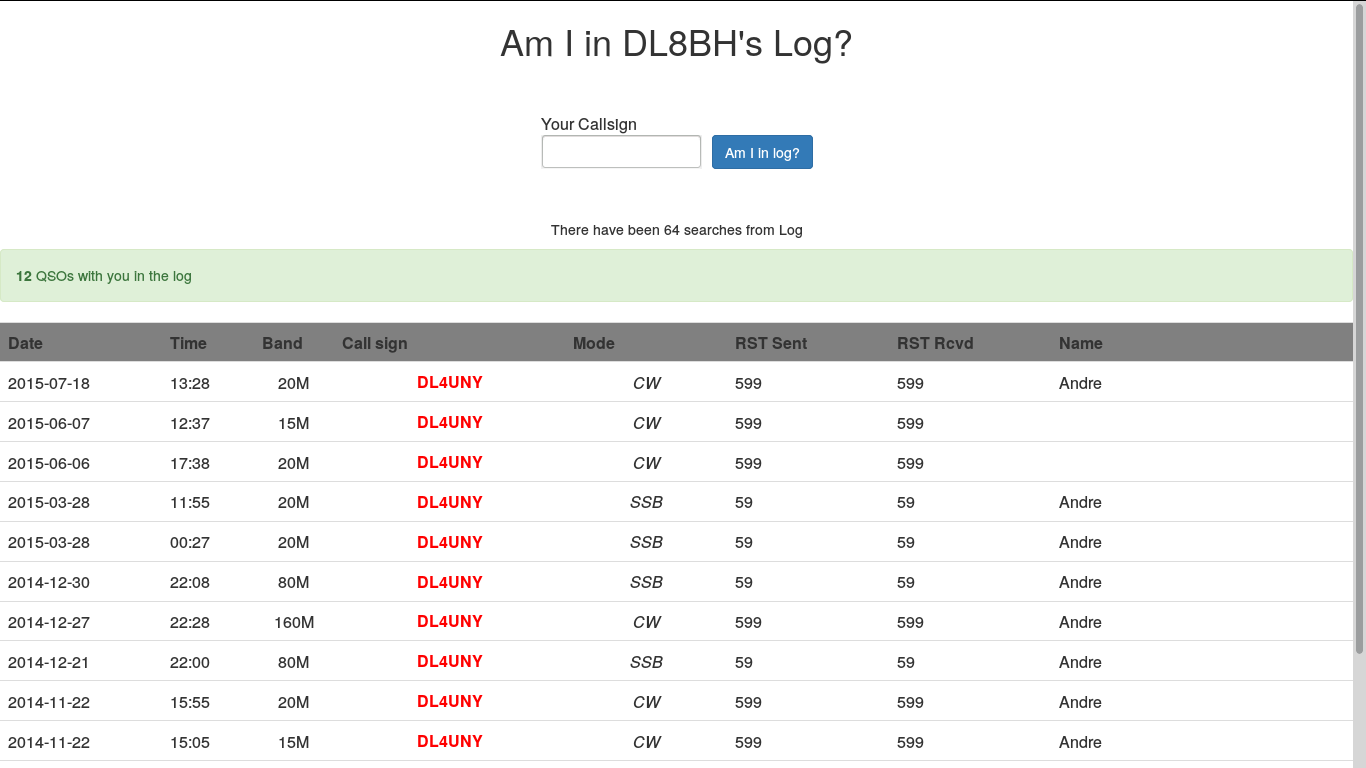 Am I in DL8BH's Log?
Your Callsign
Am I In log?
There have been 64 searches from Log
12 QSOs with you in the log
Date Time Band Call sign Mode RST Sent RST Rcvd Name
2015-07-18 13:28 20M DL4UNY CW 599 599 Andre
2015-06-07 12:37 15M DL4UNY CW 599 599
2015-06-06 17:38 20M DL4UNY CW 599 599
2015-03-28 11:55 20M DL4UNY SSB 59 59 Andre
2015-03-28 00:27 20M DL4UNY SSB 59 59 Andre
2014-12-30 22:08 80M DL4UNY SSB 59 59 Andre
2014-12-27 22:28 160M DL4UNY CW 599 599 Andre
2014-12-21 22:00 80M DL4UNY SSB 59 59 Andre
2014-11-22 15:55 20M DL4UNY CW 599 599 Andre
2014-11-22 15:05 15M DL4UNY CW 599 599 Andre